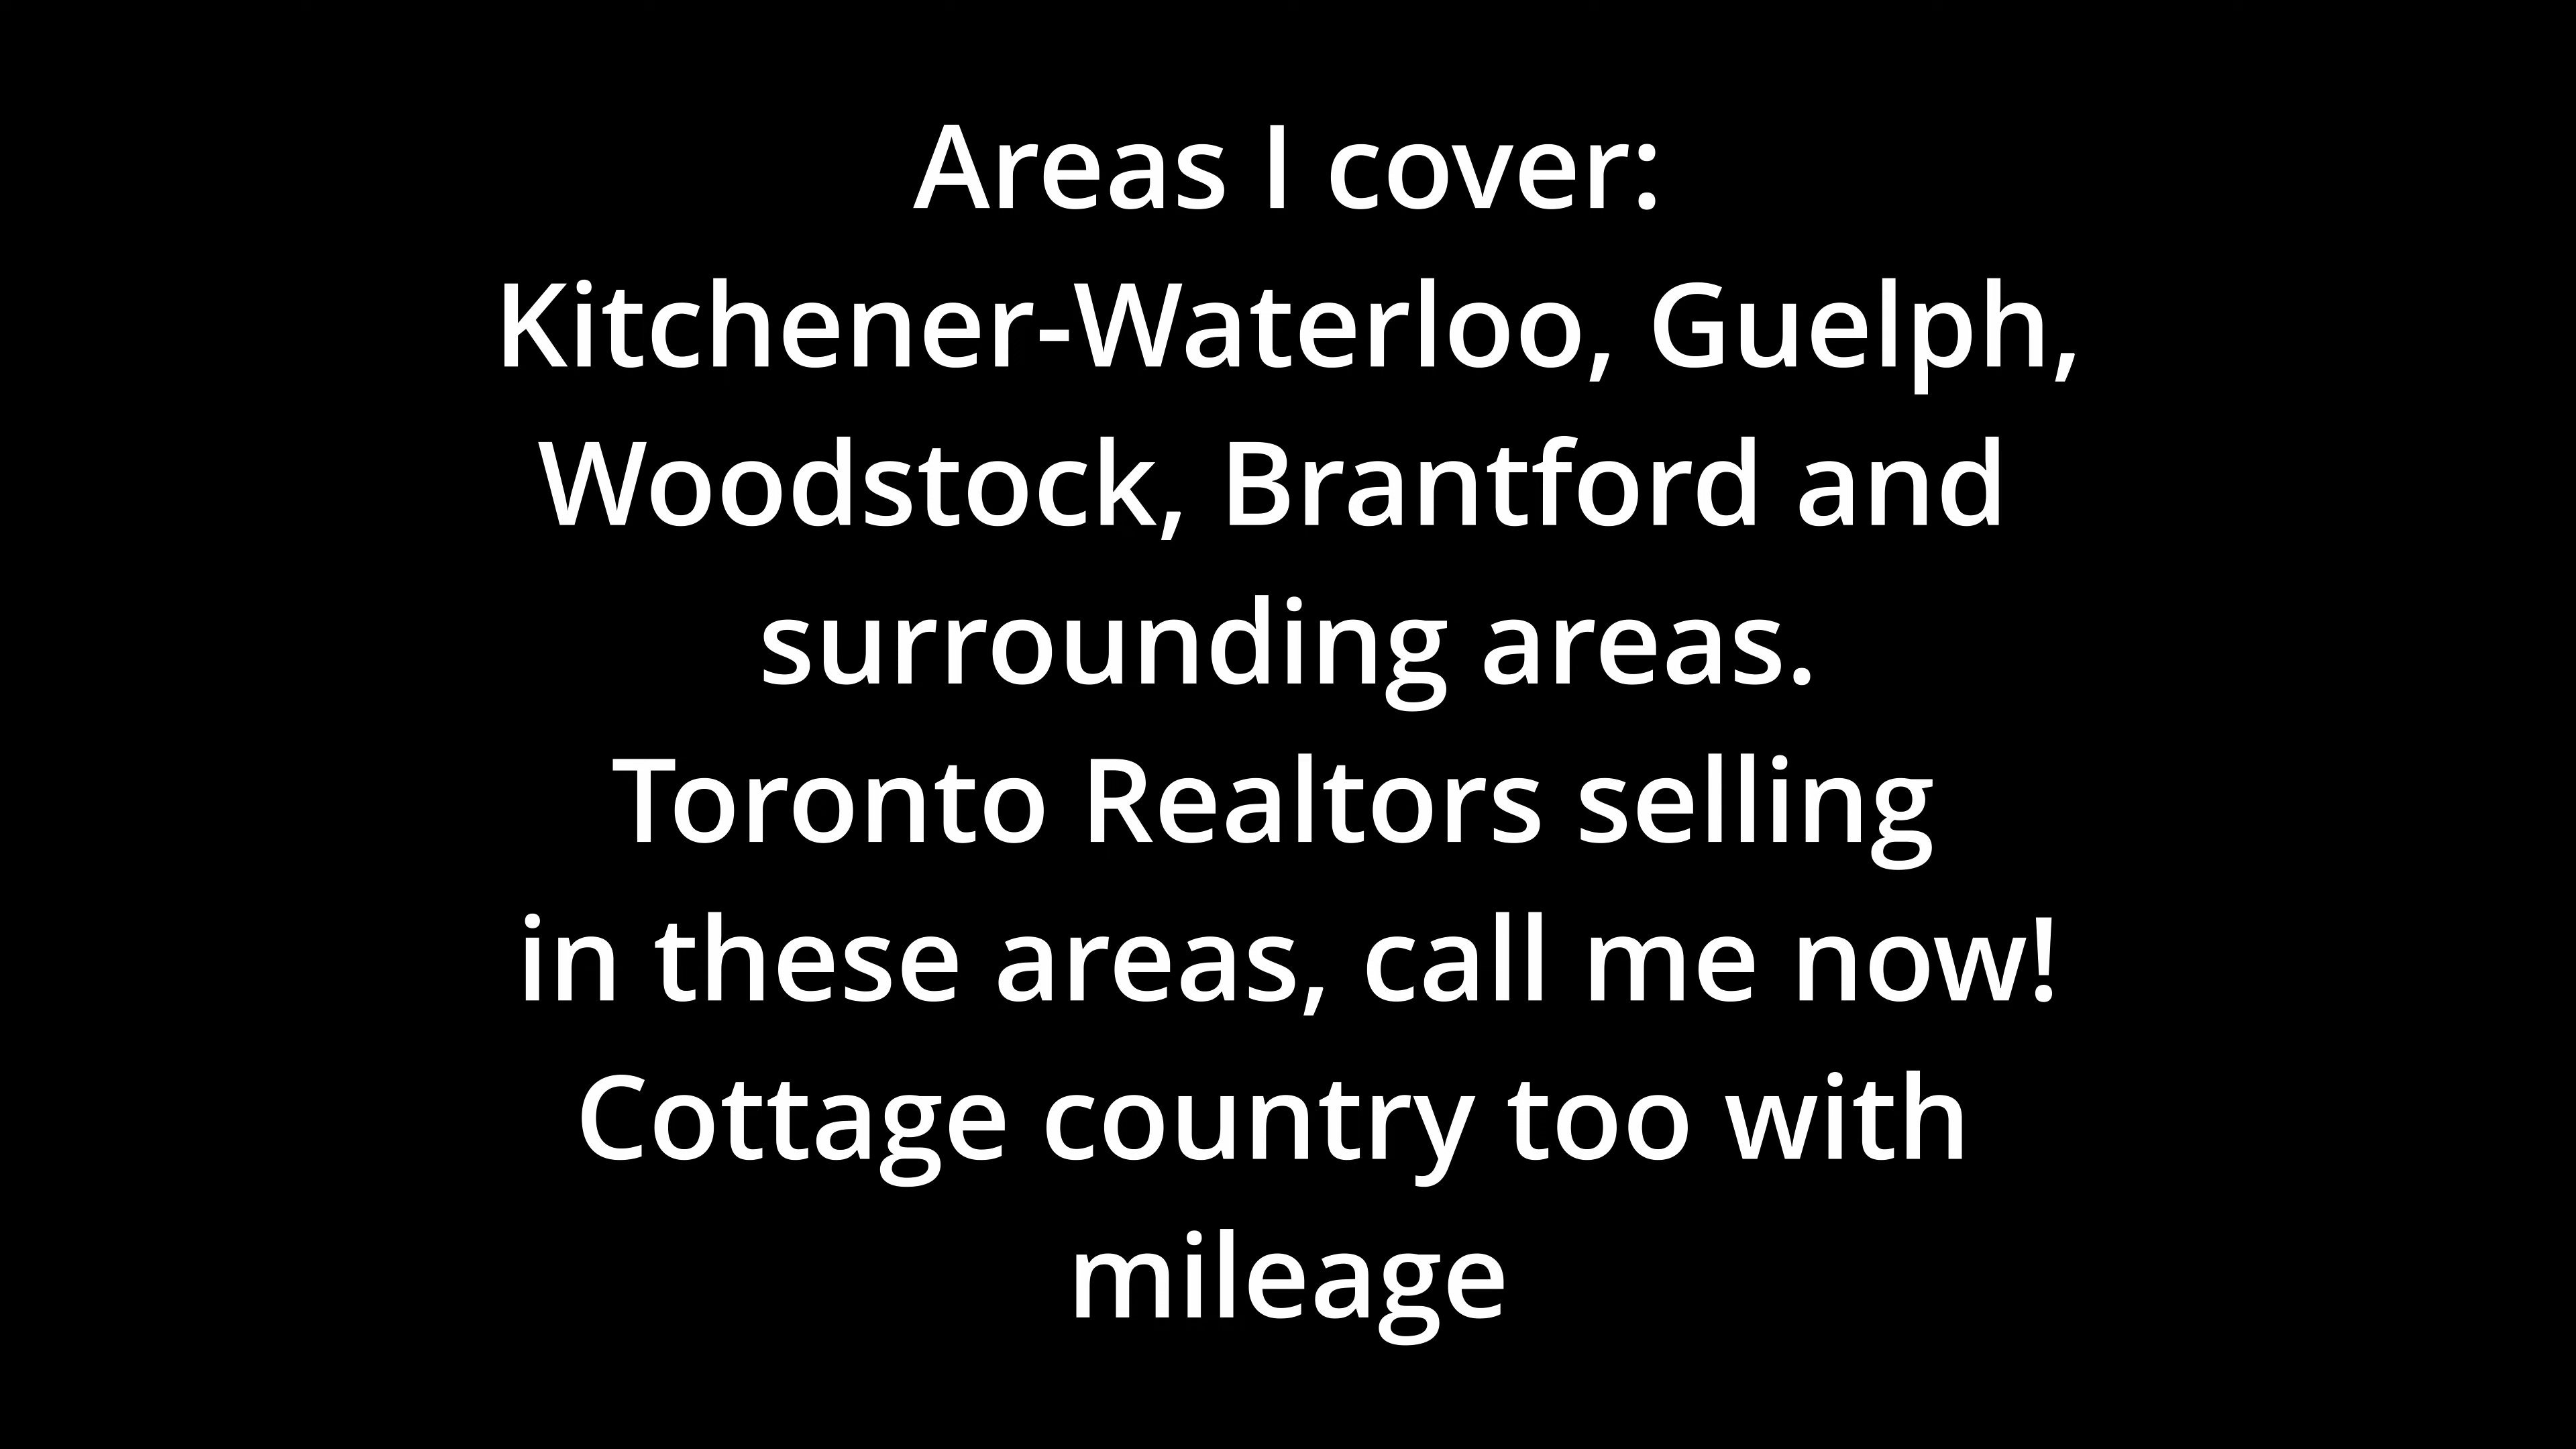 Areas I cover:
Kitchener-Waterloo, Guelph,
Woodstock, Brantford and
surrounding areas.
Toronto Realtors selling
in these areas, call me now!
Cottage country too with
mileage